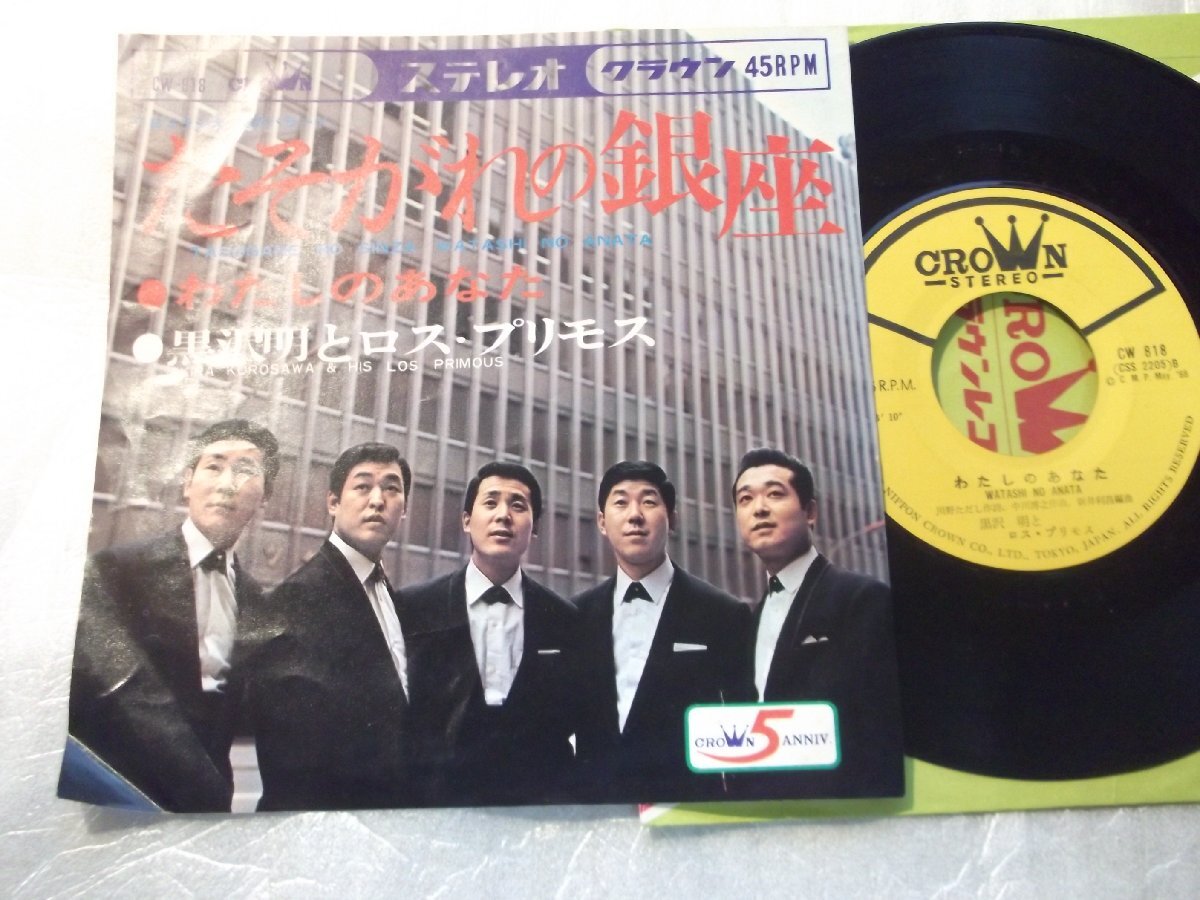 CW-818 CROWN ステレオ クラウン 45RPM
たそがれの銀座
TASOGARE NO GINZA WATASHI NO ANATA
●わたしのあなた
●黒沢明とロス・プリモス
KUROSAWA & HIS LOS PRIMOUS
CROWN 5 ANNIV.
CROWN
STEREO
CW 818
(CSS 2205)B
R.P.M.
10"
わたしのあなた
WATASHI NO ANATA
黒沢 明と
ロス・プリモス
NIPPON CROWN CO., LTD., TOKYO, JAPAN. ALL RIGHTS RESERVED